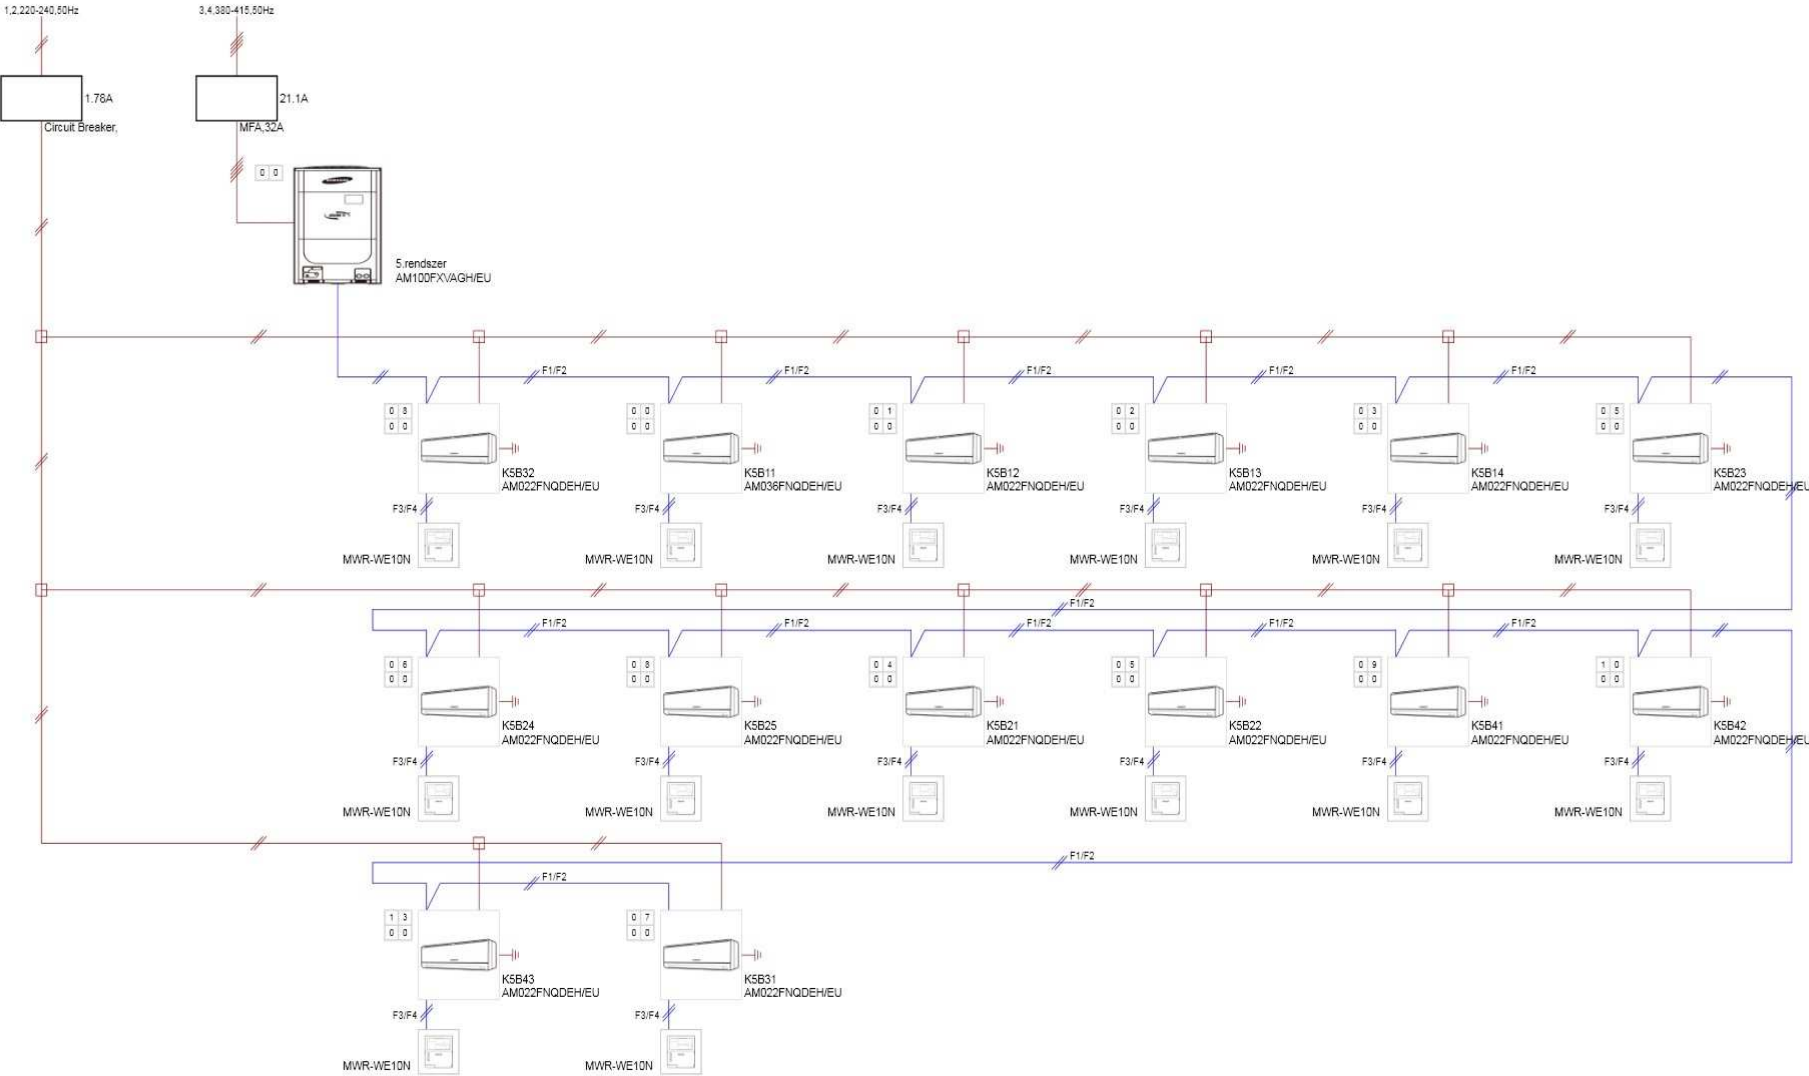 1,2,220-240,50Hz
3,4,380-415,50Hz
1.76A
21.1A
Circuit Breaker,
MFA,32A
0 0
5.rendszer
AM100FXVAGH/EU
F1/F2 F1/F2 F1/F2 F1/F2 F1/F2
0 8 0 0 0 1 0 2 0 3 0 5
0 0 0 0 0 0 0 0 0 0 0 0
K5B32 K5B11 K5B12 K5B13 K5B14 K5B23
AM022FNQDEH/EU AM036FNQDEH/EU AM022FNQDEH/EU AM022FNQDEH/EU AM022FNQDEH/EU AM022FNQDEH/EU
F3/F4 F3/F4 F3/F4 F3/F4 F3/F4 F3/F4
MWR-WE10N MWR-WE10N MWR-WE10N MWR-WE10N MWR-WE10N MWR-WE10N
F1/F2
F1/F2 F1/F2 F1/F2 F1/F2 F1/F2
0 6 0 8 0 4 0 5 0 9 1 0
0 0 0 0 0 0 0 0 0 0 0 0
K5B24 K5B25 K5B21 K5B22 K5B41 K5B42
AM022FNQDEH/EU AM022FNQDEH/EU AM022FNQDEH/EU AM022FNQDEH/EU AM022FNQDEH/EU AM022FNQDEH/EU
F3/F4 F3/F4 F3/F4 F3/F4 F3/F4 F3/F4
MWR-WE10N MWR-WE10N MWR-WE10N MWR-WE10N MWR-WE10N MWR-WE10N
F1/F2
F1/F2
1 3 0 7
0 0 0 0
K5B43 K5B31
AM022FNQDEH/EU AM022FNQDEH/EU
F3/F4 F3/F4
MWR-WE10N MWR-WE10N